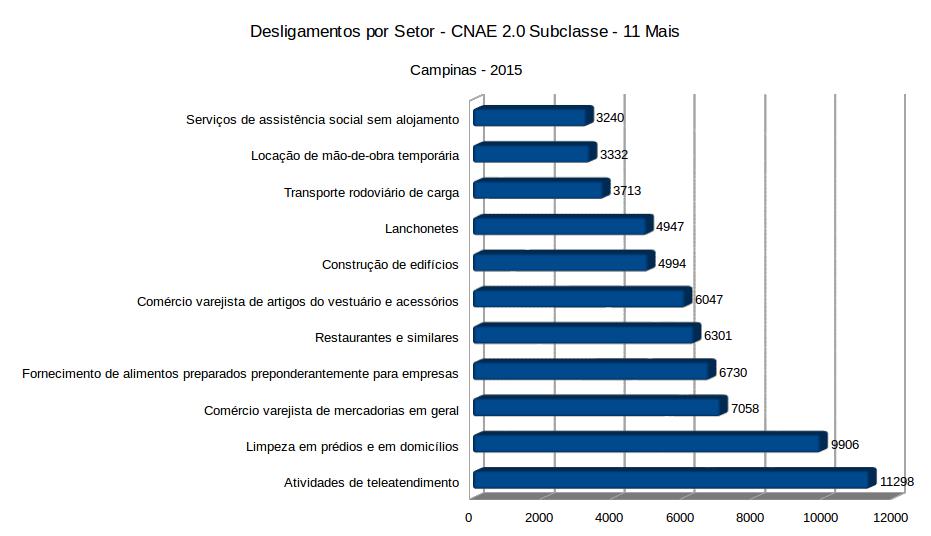 Desligamentos por Setor - CNAE 2.0 Subclasse - 11 Mais
Campinas - 2015
Serviços de assistência social sem alojamento 3240
Locação de mão-de-obra temporária 3332
Transporte rodoviário de carga 3713
Lanchonetes 4947
Construção de edifícios 4994
Comércio varejista de artigos do vestuário e acessórios 6047
Restaurantes e similares 6301
Fornecimento de alimentos preparados preponderantemente para empresas 6730
Comércio varejista de mercadorias em geral 7058
Limpeza em prédios e em domicílios 9906
Atividades de teleatendimento 11298
0 2000 4000 6000 8000 10000 12000